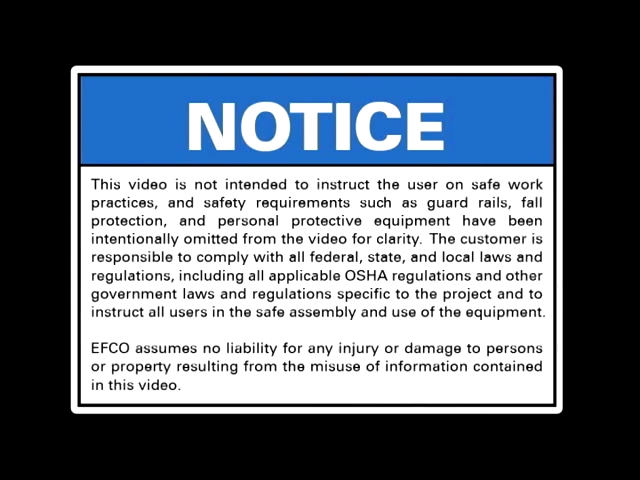 NOTICE
This video is not intended to instruct the user on safe work
practices, and safety requirements such as guard rails, fall
protection, and personal protective equipment have been
intentionally omitted from the video for clarity. The customer is
responsible to comply with all federal, state, and local laws and
regulations, including all applicable OSHA regulations and other
government laws and regulations specific to the project and to
instruct all users in the safe assembly and use of the equipment.
EFCO assumes no liability for any injury or damage to persons
or property resulting from the misuse of information contained
in this video.